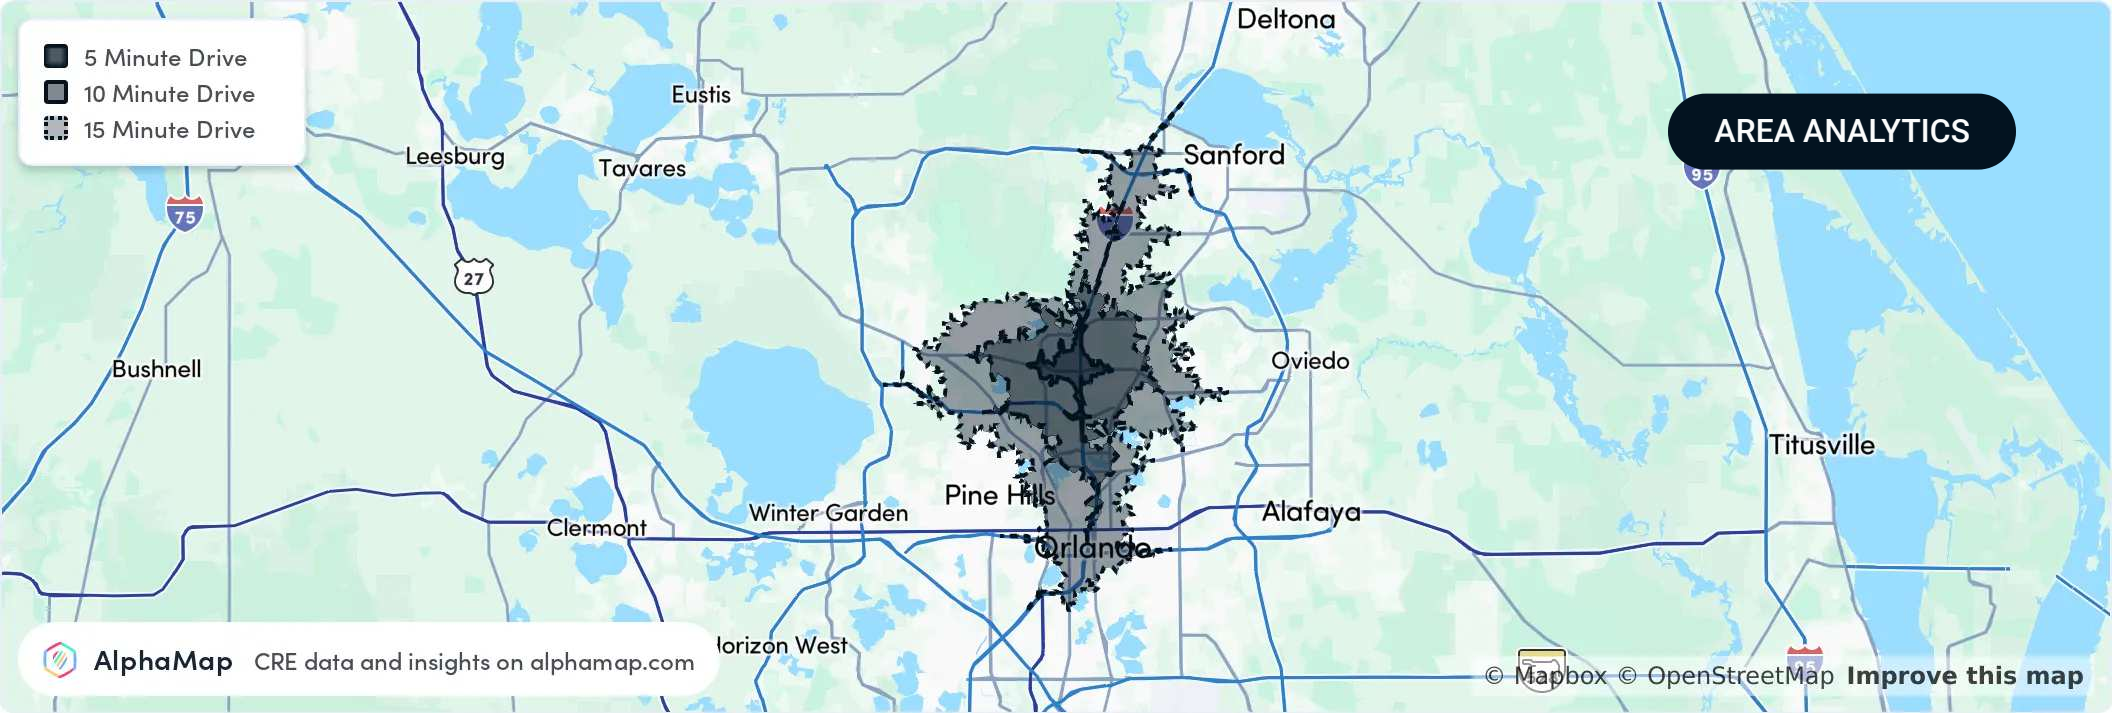 Deltona
5 Minute Drive
10 Minute Drive
15 Minute Drive
Eustis
AREA ANALYTICS
Leesburg
Tavares
Sanford
95
75
27
Bushnell
Oviedo
Titusville
Pine Hills
Winter Garden
Alafaya
Clermont
Orlando
Horizon West
AlphaMap
CRE data and insights on alphamap.com
95
© Mapbox © OpenStreetMap Improve this map